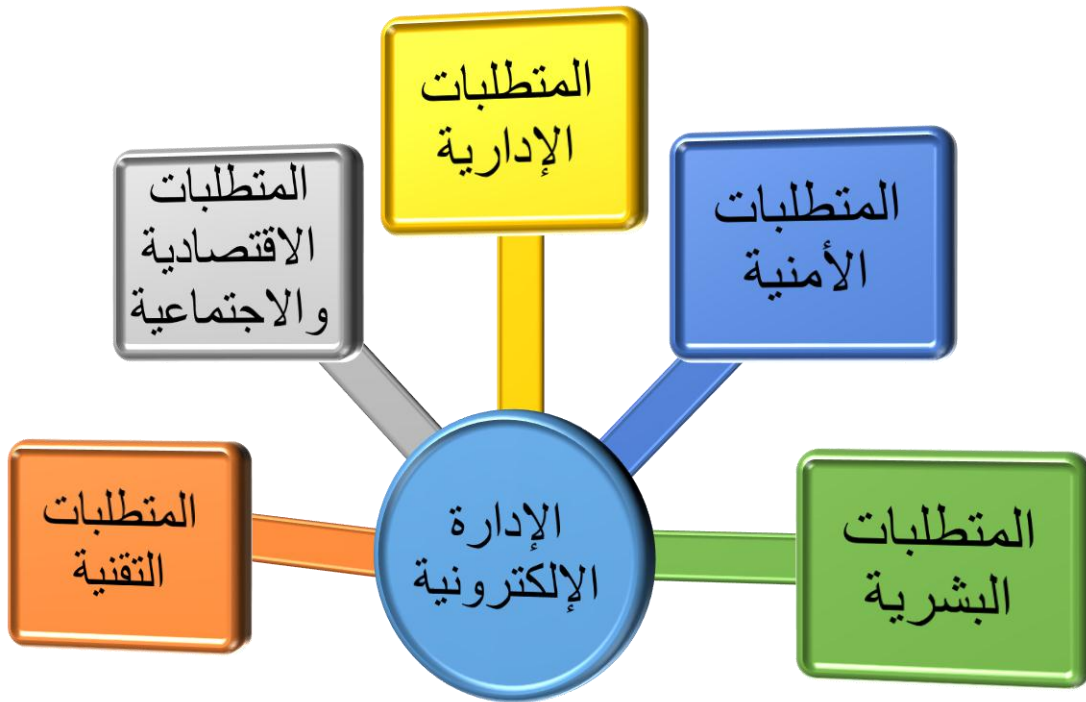 المتطلبات
الإدارية
المتطلبات
الأمنية
المتطلبات
الاقتصادية
والاجتماعية
المتطلبات
البشرية
الإدارة
الإلكترونية
المتطلبات
التقنية